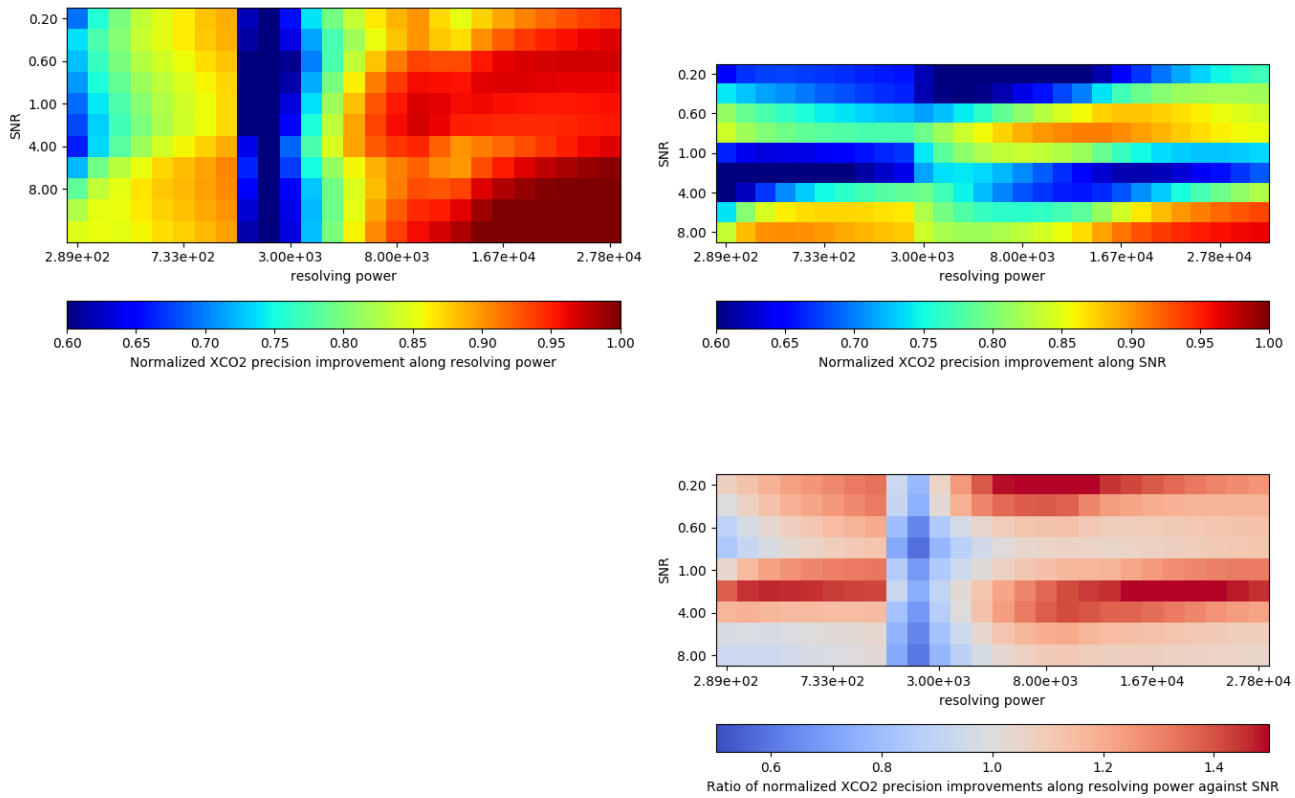 0.20
0.60
1.00
4.00
8.00
SNR
2.89e+02 7.33e+02 3.00e+03 8.00e+03 1.67e+04 2.78e+04
resolving power
0.60 0.65 0.70 0.75 0.80 0.85 0.90 0.95 1.00
Normalized XCO2 precision improvement along resolving power
0.20
0.60
1.00
4.00
8.00
SNR
2.89e+02 7.33e+02 3.00e+03 8.00e+03 1.67e+04 2.78e+04
resolving power
0.60 0.65 0.70 0.75 0.80 0.85 0.90 0.95 1.00
Normalized XCO2 precision improvement along SNR
0.20
0.60
1.00
4.00
8.00
SNR
2.89e+02 7.33e+02 3.00e+03 8.00e+03 1.67e+04 2.78e+04
resolving power
0.6 0.8 1.0 1.2 1.4
Ratio of normalized XCO2 precision improvements along resolving power against SNR